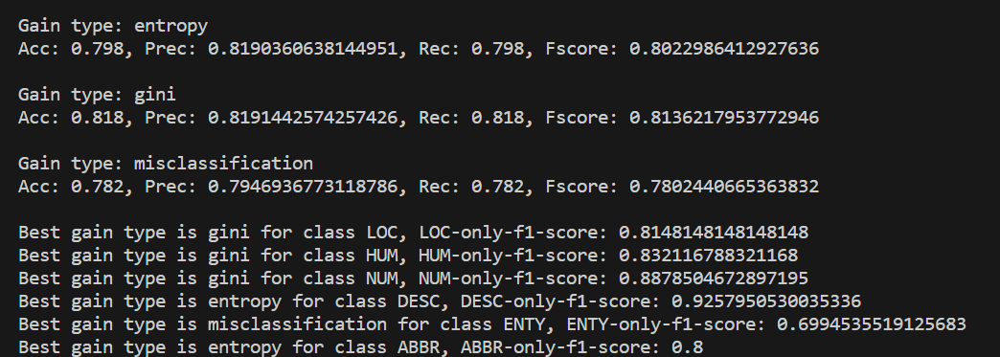 Gain type: entropy
Acc: 0.798, Prec: 0.8190360638144951, Rec: 0.798, Fscore: 0.8022986412927636
Gain type: gini
Acc: 0.818, Prec: 0.8191442574257426, Rec: 0.818, Fscore: 0.8136217953772946
Gain type: misclassification
Acc: 0.782, Prec: 0.7946936773118786, Rec: 0.782, Fscore: 0.7802440665363832
Best gain type is gini for class LOC, LOC-only-f1-score: 0.8148148148148148
Best gain type is gini for class HUM, HUM-only-f1-score: 0.832116788321168
Best gain type is gini for class NUM, NUM-only-f1-score: 0.8878504672897195
Best gain type is entropy for class DESC, DESC-only-f1-score: 0.9257950530035336
Best gain type is misclassification for class ENTY, ENTY-only-f1-score: 0.6994535519125683
Best gain type is entropy for class ABBR, ABBR-only-f1-score: 0.8